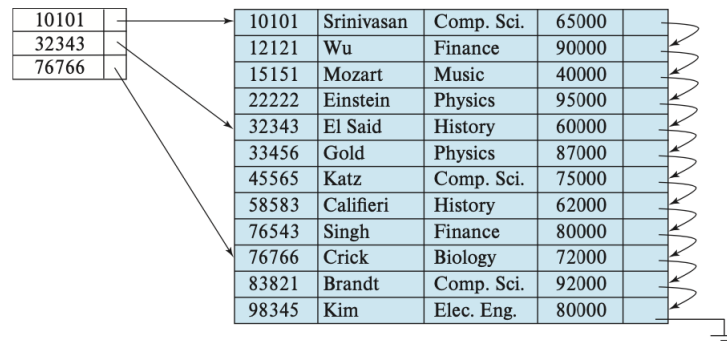 10101
32343
76766
10101 Srinivasan Comp. Sci. 65000
12121 Wu Finance 90000
15151 Mozart Music 40000
22222 Einstein Physics 95000
32343 El Said History 60000
33456 Gold Physics 87000
45565 Katz Comp. Sci. 75000
58583 Califieri History 62000
76543 Singh Finance 80000
76766 Crick Biology 72000
83821 Brandt Comp. Sci. 92000
98345 Kim Elec. Eng. 80000